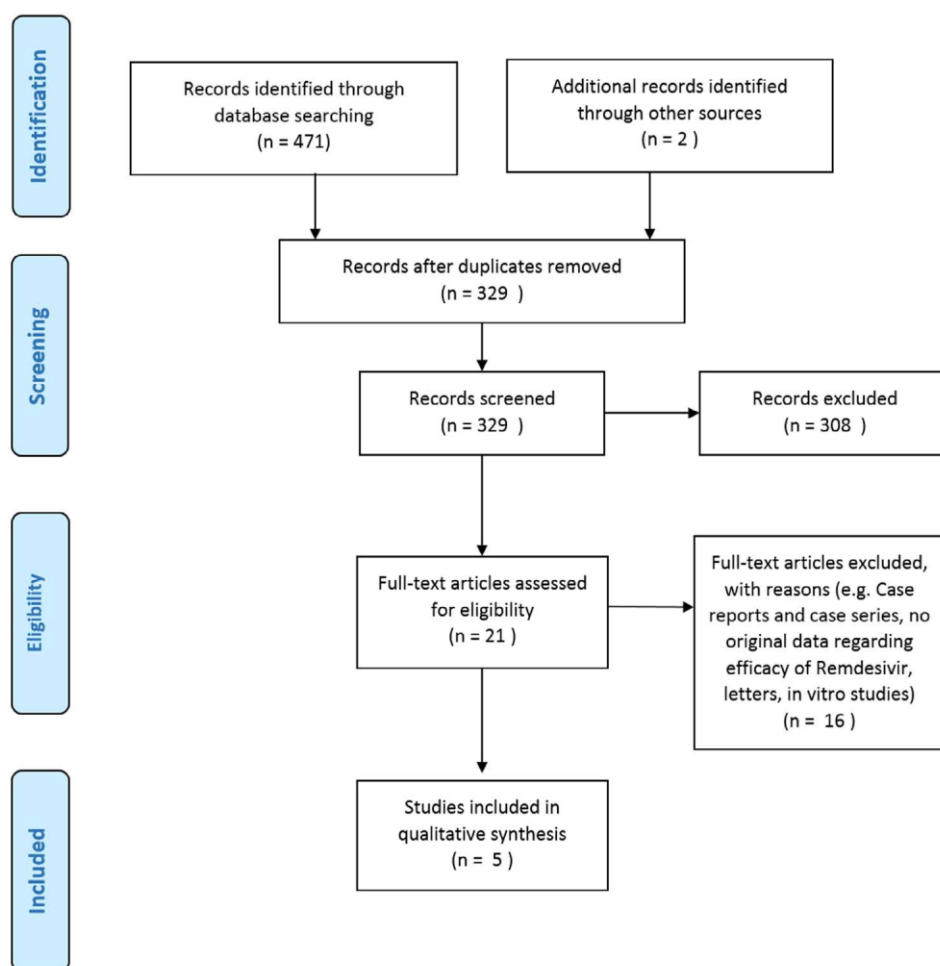 Identification
Records identified through
database searching
(n = 471)
Additional records identified
through other sources
(n = 2 )
Screening
Records after duplicates removed
(n = 329 )
Records screened
(n = 329 )
Records excluded
(n = 308 )
Eligibility
Full-text articles assessed
for eligibility
(n = 21 )
Full-text articles excluded,
with reasons (e.g. Case
reports and case series, no
original data regarding
efficacy of Remdesivir,
letters, in vitro studies)
(n = 16 )
Included
Studies included in
qualitative synthesis
(n = 5 )